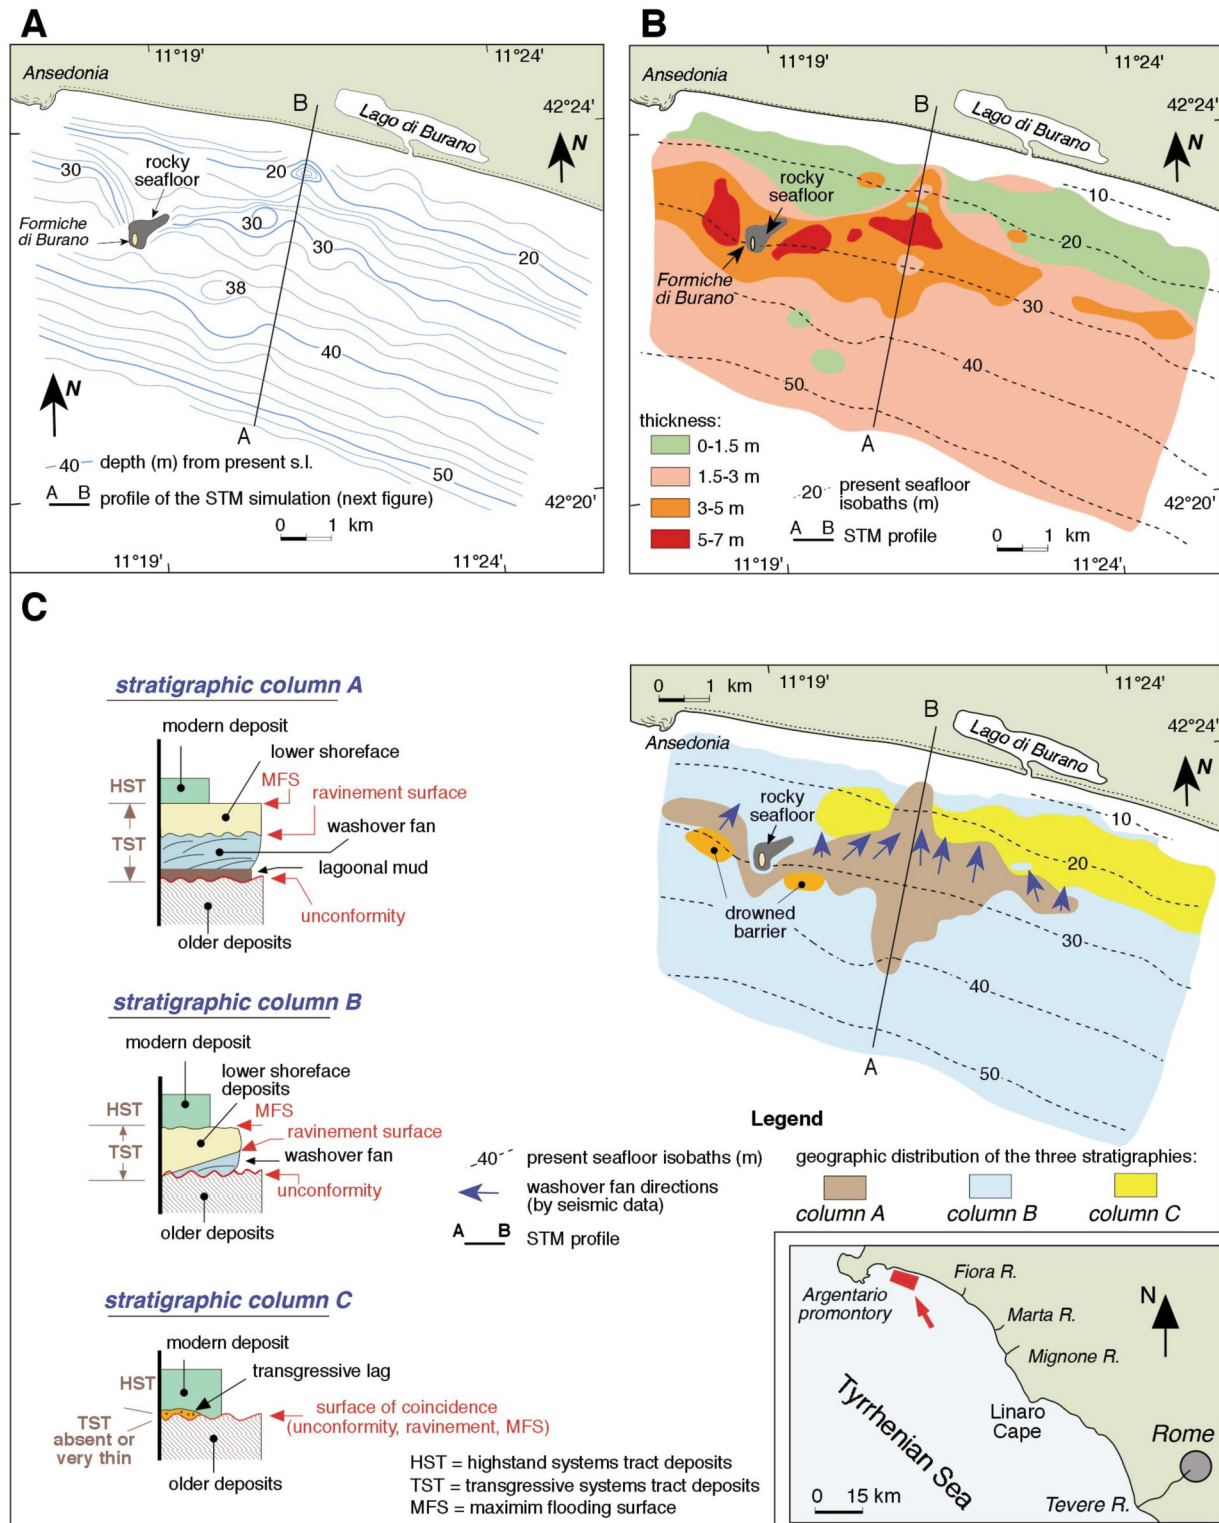 A
11°19'
11°24'
Ansedonia
B
42°24'
Lago di Burano
N
rocky
seafloor
30
20
Formiche
di Burano
30
30
20
38
40
N
A
50
40 depth (m) from present s.l.
A B profile of the STM simulation (next figure)
42°20'
0 1 km
11°19'
11°24'
B
11°19'
11°24'
Ansedonia
B
42°24'
Lago di Burano
N
10
rocky
seafloor
20
Formiche
di Burano
30
40
50
A
thickness:
0-1.5 m
1.5-3 m
3-5 m
5-7 m
20 present seafloor
isobaths (m)
A B STM profile
42°20'
0 1 km
11°19'
11°24'
C
stratigraphic column A
modern deposit
lower shoreface
HST
MFS
ravinement surface
washover fan
TST
lagoonal mud
unconformity
older deposits
stratigraphic column B
modern deposit
lower shoreface
deposits
HST
MFS
ravinement surface
TST
washover fan
unconformity
older deposits
stratigraphic column C
modern deposit
transgressive lag
HST
surface of coincidence
(unconformity, ravinement, MFS)
TST
absent or
very thin
older deposits
40 present seafloor isobaths (m)
washover fan directions
(by seismic data)
A B STM profile
HST = highstand systems tract deposits
TST = transgressive systems tract deposits
MFS = maximim flooding surface
0 1 km
11°19'
11°24'
B
42°24'
Ansedonia
Lago di Burano
N
rocky
seafloor
10
20
drowned
barrier
30
40
A
50
Legend
geographic distribution of the three stratigraphies:
column A
column B
column C
Argentario
promontory
Fiora R.
N
Marta R.
Mignone R.
Tyrrhenian Sea
Linaro
Cape
Rome
0 15 km
Tevere R.